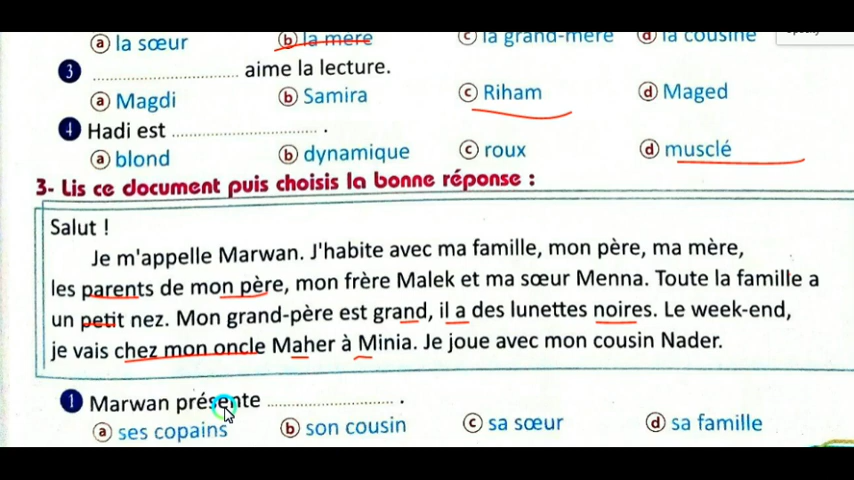 ⓐ la sœur ⓑ la mère ⓒ la grand-mère ⓓ la cousine
3 .................................... aime la lecture.
ⓐ Magdi ⓑ Samira ⓒ Riham ⓓ Maged
4 Hadi est .................................... .
ⓐ blond ⓑ dynamique ⓒ roux ⓓ musclé
3- Lis ce document puis choisis la bonne réponse :
Salut !
Je m'appelle Marwan. J'habite avec ma famille, mon père, ma mère,
les parents de mon père, mon frère Malek et ma sœur Menna. Toute la famille a
un petit nez. Mon grand-père est grand, il a des lunettes noires. Le week-end,
je vais chez mon oncle Maher à Minia. Je joue avec mon cousin Nader.
1 Marwan présente ............................... .
ⓐ ses copains ⓑ son cousin ⓒ sa sœur ⓓ sa famille